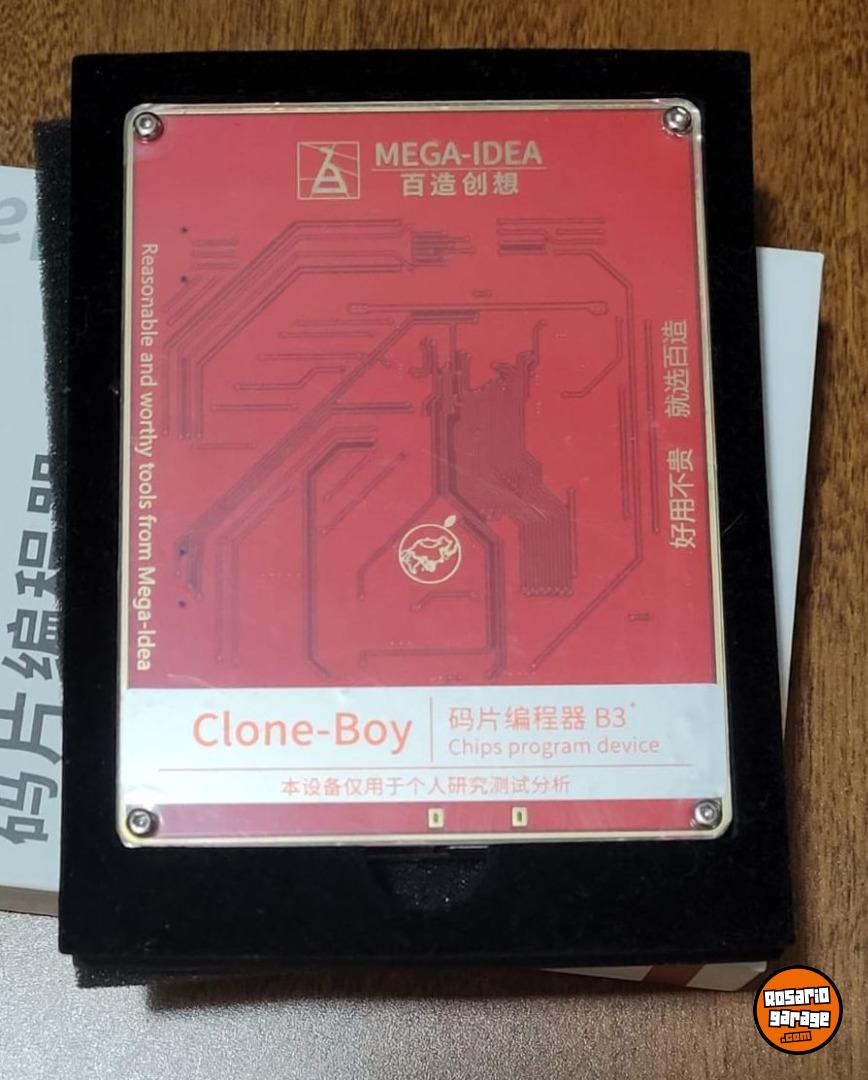 MEGA-IDEA
百造创想
Reasonable and worthy tools from Mega-Idea
好用不贵 就选百造
Clone-Boy
码片编程器 B3+
Chips program device
本设备仅用于个人研究测试分析
码片编程器
Rosario
garage
.com